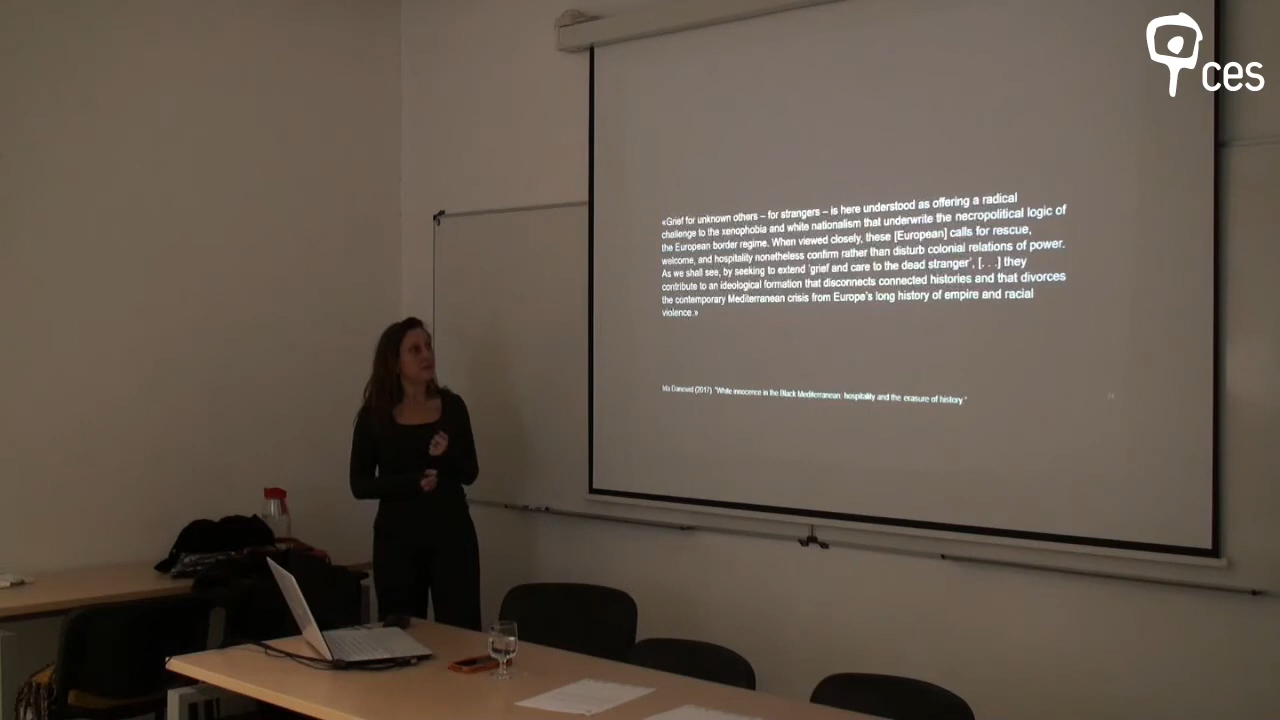 ces
«Grief for unknown others – for strangers – is here understood as offering a radical
challenge to the xenophobia and white nationalism that underwrite the necropolitical logic of
the European border regime. When viewed closely, these [European] calls for rescue,
welcome, and hospitality nonetheless confirm rather than disturb colonial relations of power.
As we shall see, by seeking to extend 'grief and care to the dead stranger', [. . .] they
contribute to an ideological formation that disconnects connected histories and that divorces
the contemporary Mediterranean crisis from Europe's long history of empire and racial
violence.»
Ida Danewid (2017). "White innocence in the Black Mediterranean: hospitality and the erasure of history."